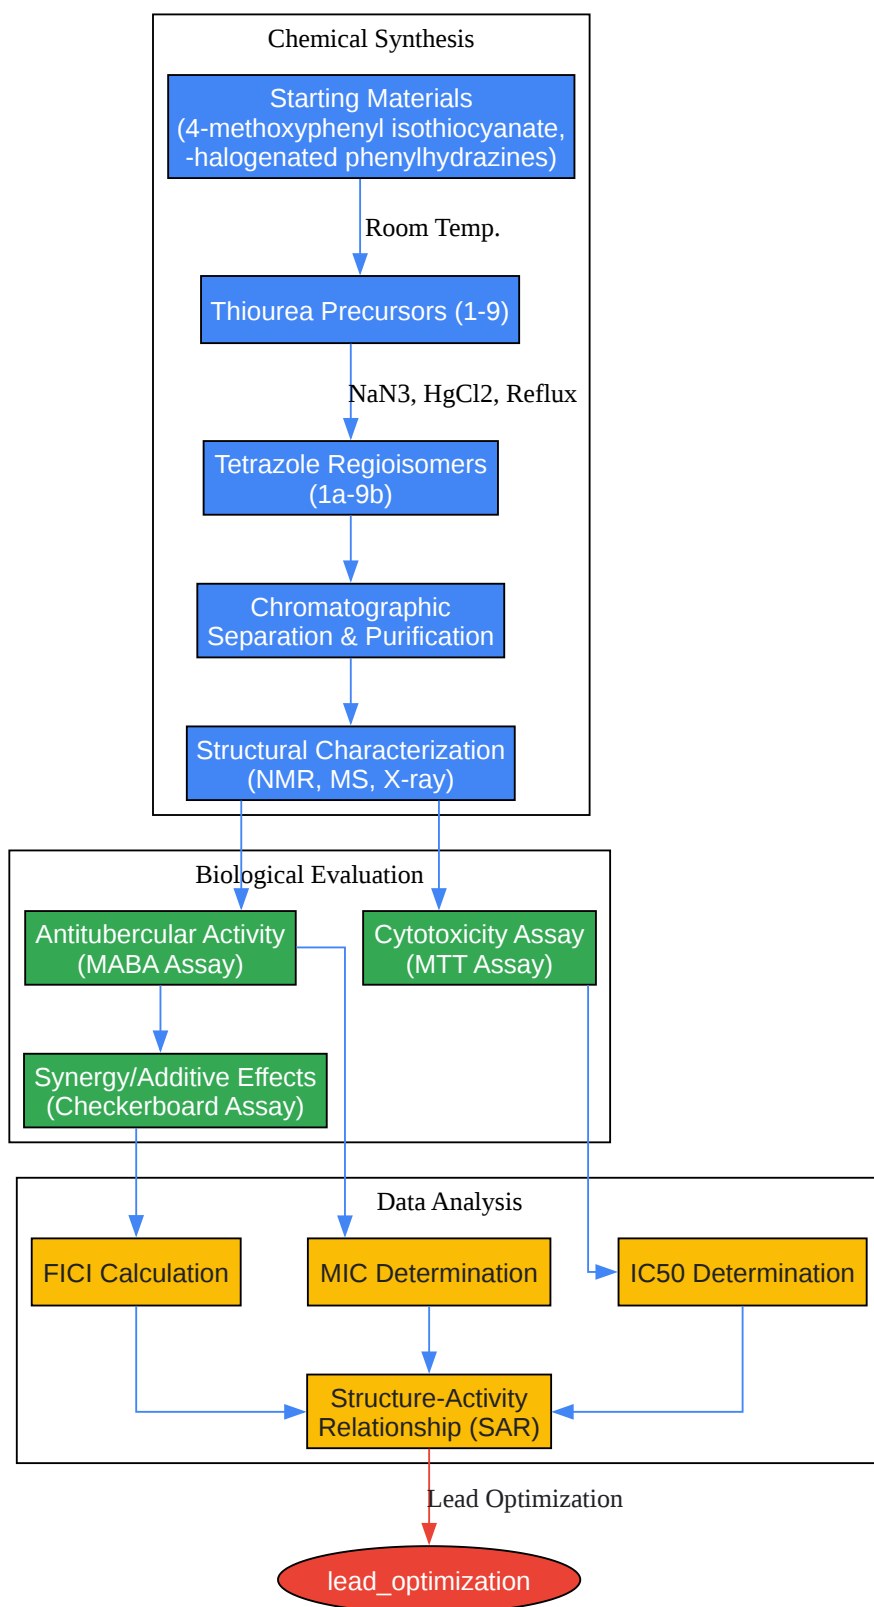 Chemical Synthesis
Starting Materials
(4-methoxyphenyl isothiocyanate,
-halogenated phenylhydrazines)
Room Temp.
Thiourea Precursors (1-9)
NaN3, HgCl2, Reflux
Tetrazole Regioisomers
(1a-9b)
Chromatographic
Separation & Purification
Structural Characterization
(NMR, MS, X-ray)
Biological Evaluation
Antitubercular Activity
(MABA Assay)
Cytotoxicity Assay
(MTT Assay)
Synergy/Additive Effects
(Checkerboard Assay)
Data Analysis
FICI Calculation
MIC Determination
IC50 Determination
Structure-Activity
Relationship (SAR)
Lead Optimization
lead_optimization